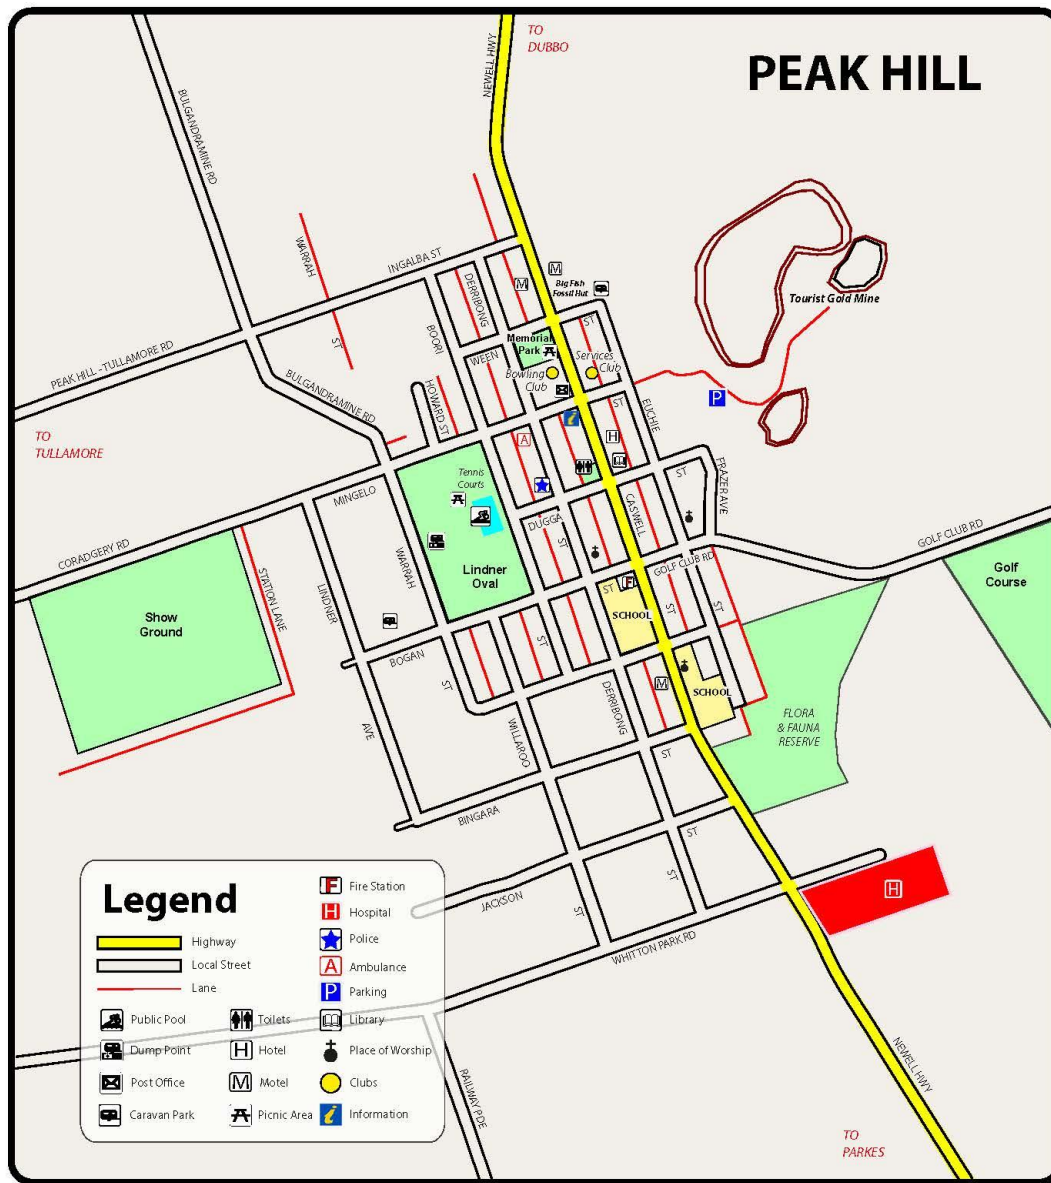 PEAK HILL
TO
DUBBO
NEWELL HWY
BULGANDRAMINE RD
WARRAH
ST
INGALBA ST
M
M
Big Fish
Fossil Hut
DERRIBONG
BOORI
Tourist Gold Mine
PEAK HILL - TULLAMORE RD
Memorial
Park
ST
WEEN
Services
Club
Bowling
Club
BULGANDRAMINE RD
HOWARD ST
P
i
ST
EUCHIE
TO
TULLAMORE
A
H
Tennis
Courts
ST
FRAZER AVE
MINGELO
CASWELL
DUGGA
ST
GOLF CLUB RD
CORADGERY RD
STATION LANE
LINDNER
WARRAH
Lindner
Oval
GOLF CLUB RD
Golf
Course
F
ST
SCHOOL
ST
ST
Show
Ground
BOGAN
ST
ST
M
SCHOOL
DERRIBONG
AVE
WILLAROO
FLORA
& FAUNA
RESERVE
ST
BINGARA
ST
ST
JACKSON
ST
H
WHITTON PARK RD
NEWELL HWY
RAILWAY PDE
TO
PARKES
Legend
Highway
Local Street
Lane
F Fire Station
H Hospital
Police
A Ambulance
P Parking
Public Pool
Toilets
Library
Dump Point
H Hotel
Place of Worship
Post Office
M Motel
Clubs
Caravan Park
Picnic Area
i Information